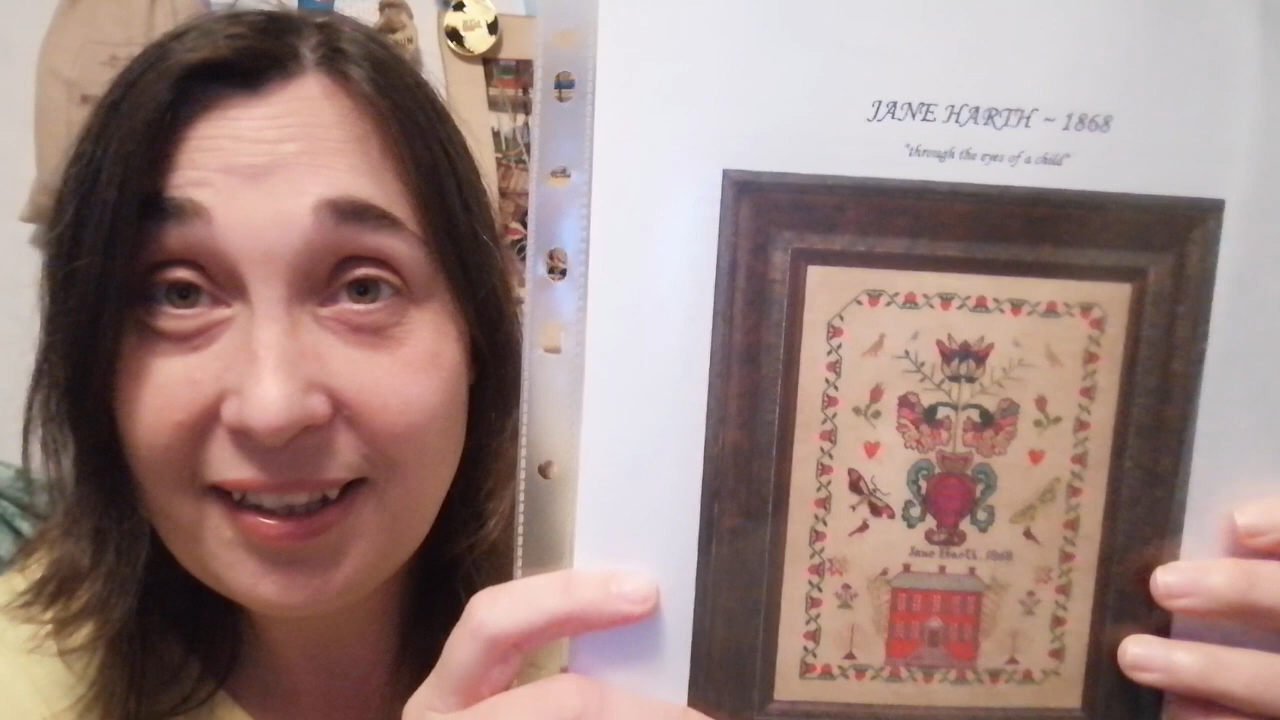 JANE HARTH ~ 1868
"through the eyes of a child"
Jane Harth. 1868